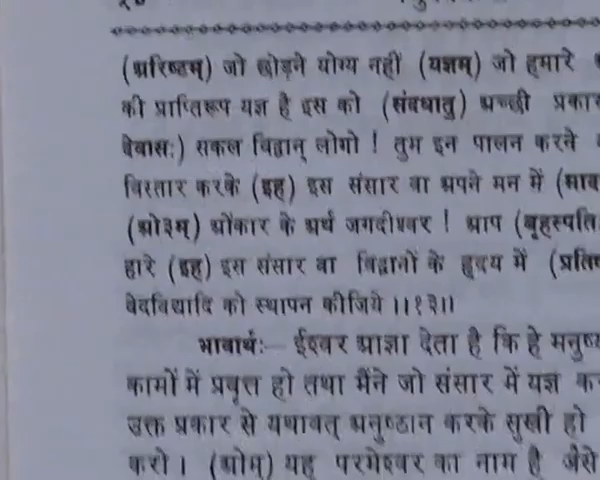 (अरिष्टम्) जो छोड़ने योग्य नहीं (यज्ञम्) जो हमारे
की प्राप्तिरूप यज्ञ है इस को (संदधातु) अच्छी प्रकार
देवासः) सकल विद्वान् लोगो ! तुम इन पालन करने
विस्तार करके (इह) इस संसार वा अपने मन में (माद
(ओ३म्) ओंकार के अर्थ जगदीश्वर ! आप (बृहस्पति
हारे (इह) इस संसार वा विद्वानों के हृदय में (प्रतिष
वेदविद्यादि को स्थापन कीजिये ।।१३।।
भावार्थः— ईश्वर आज्ञा देता है कि हे मनुष्य
कामों में प्रवृत्त हो तथा मैंने जो संसार में यज्ञ क
उक्त प्रकार से यथावत् अनुष्ठान करके सुखी हो
करो । (ओम्) यह परमेश्वर का नाम है जैसे